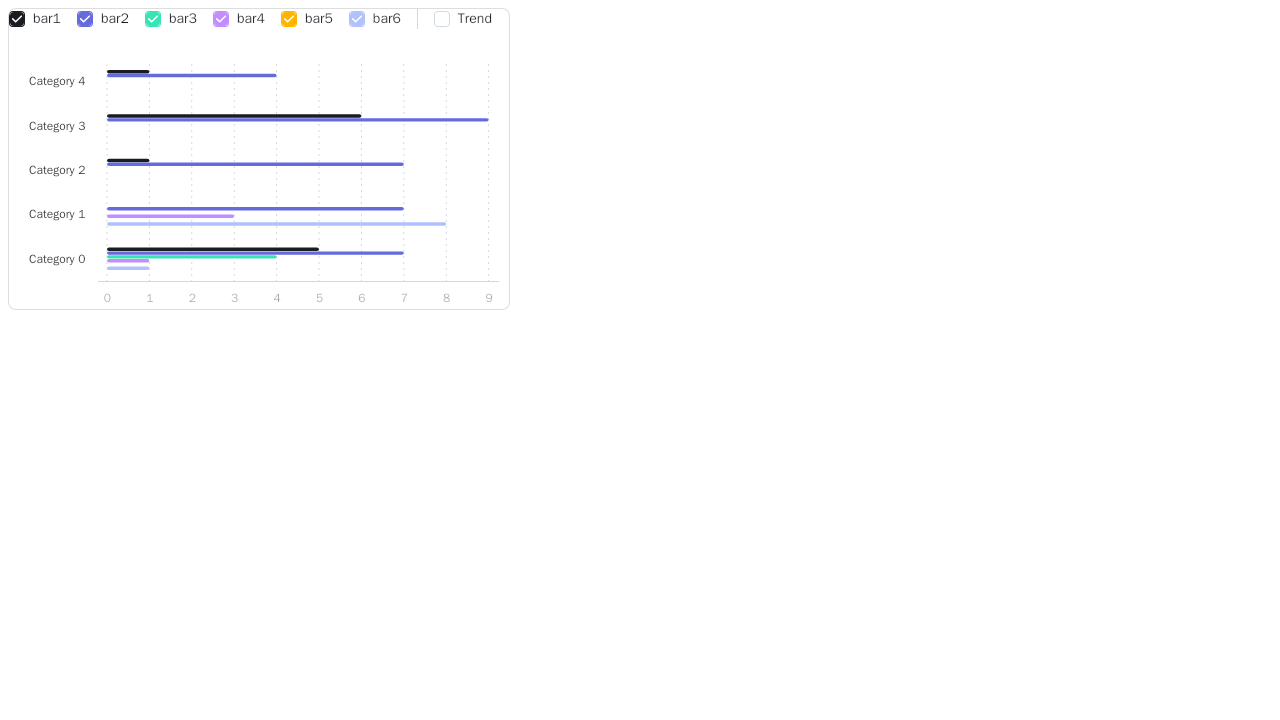 bar1 bar2 bar3 bar4 bar5 bar6 Trend
Category 4
Category 3
Category 2
Category 1
Category 0
0 1 2 3 4 5 6 7 8 9